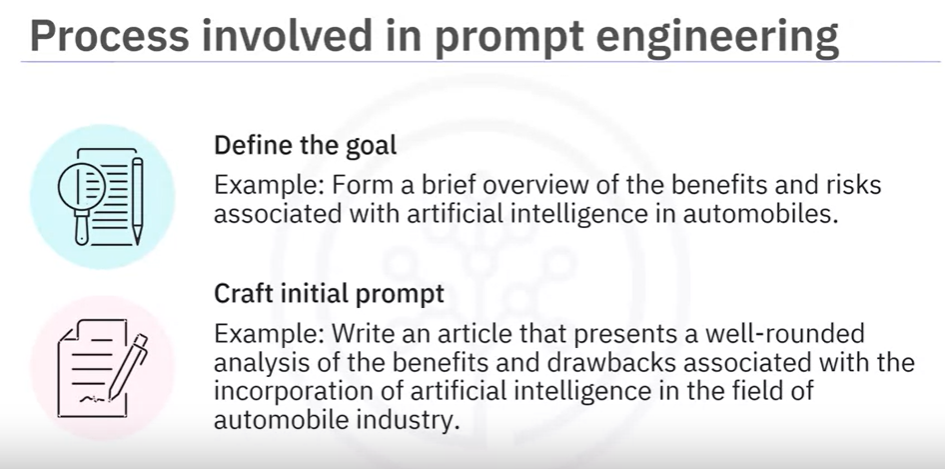 Process involved in prompt engineering
Define the goal
Example: Form a brief overview of the benefits and risks
associated with artificial intelligence in automobiles.
Craft initial prompt
Example: Write an article that presents a well-rounded
analysis of the benefits and drawbacks associated with the
incorporation of artificial intelligence in the field of
automobile industry.